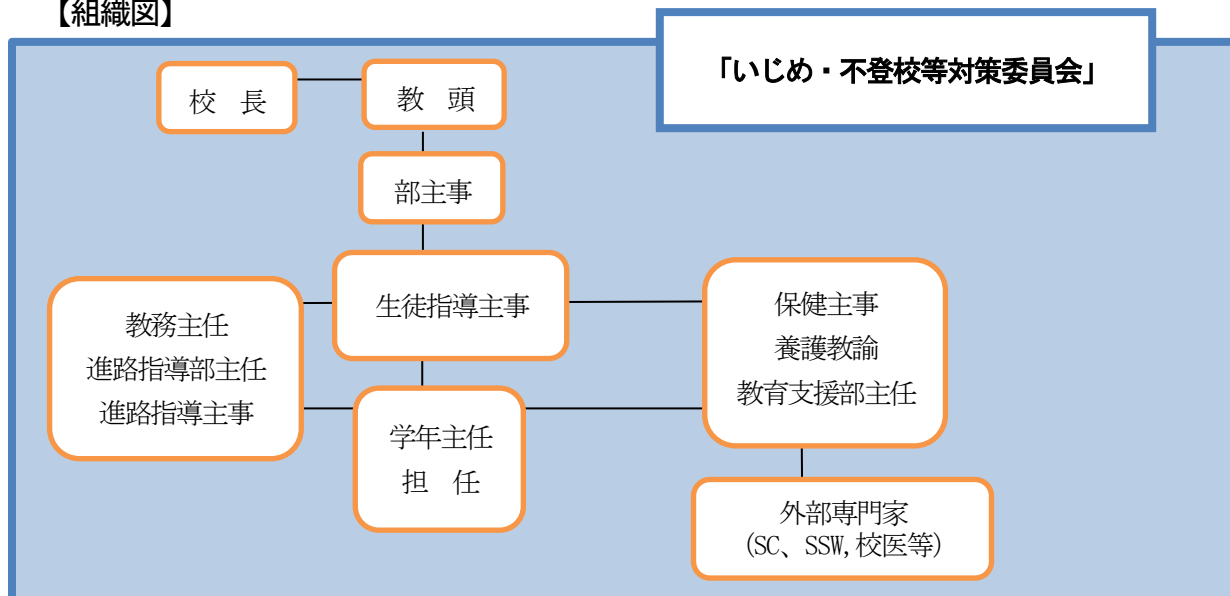 【組織図】
「いじめ・不登校等対策委員会」
校　長
教　頭
部主事
生徒指導主事
教務主任
進路指導部主任
進路指導主事
保健主事
養護教諭
教育支援部主任
学年主任
担　任
外部専門家
(SC、SSW,校医等)